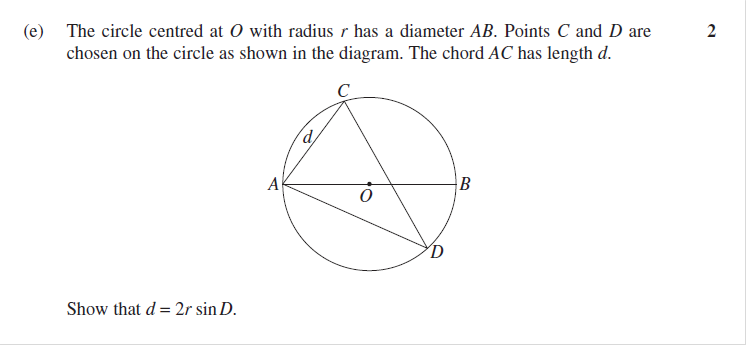 (e) The circle centred at O with radius r has a diameter AB. Points C and D are 2
chosen on the circle as shown in the diagram. The chord AC has length d.
C
d
A
O
B
D
Show that d = 2r sin D.